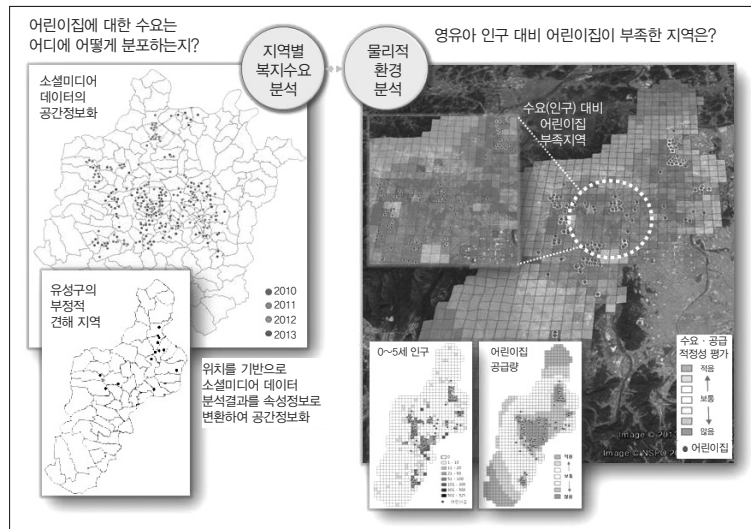 어린이집에 대한 수요는
어디에 어떻게 분포하는지?
지역별
복지수요
분석
물리적
환경
분석
영유아 인구 대비 어린이집이 부족한 지역은?
소셜미디어
데이터의
공간정보화
2010
2011
2012
2013
유성구의
부정적
견해 지역
위치를 기반으로
소셜미디어 데이터
분석결과를 속성정보로
변환하여 공간정보화
수요(인구) 대비
어린이집
부족지역
0~5세 인구
어린이집
공급량
적음
보통
많음
수요·공급
적정성 평가
적음
보통
많음
어린이집